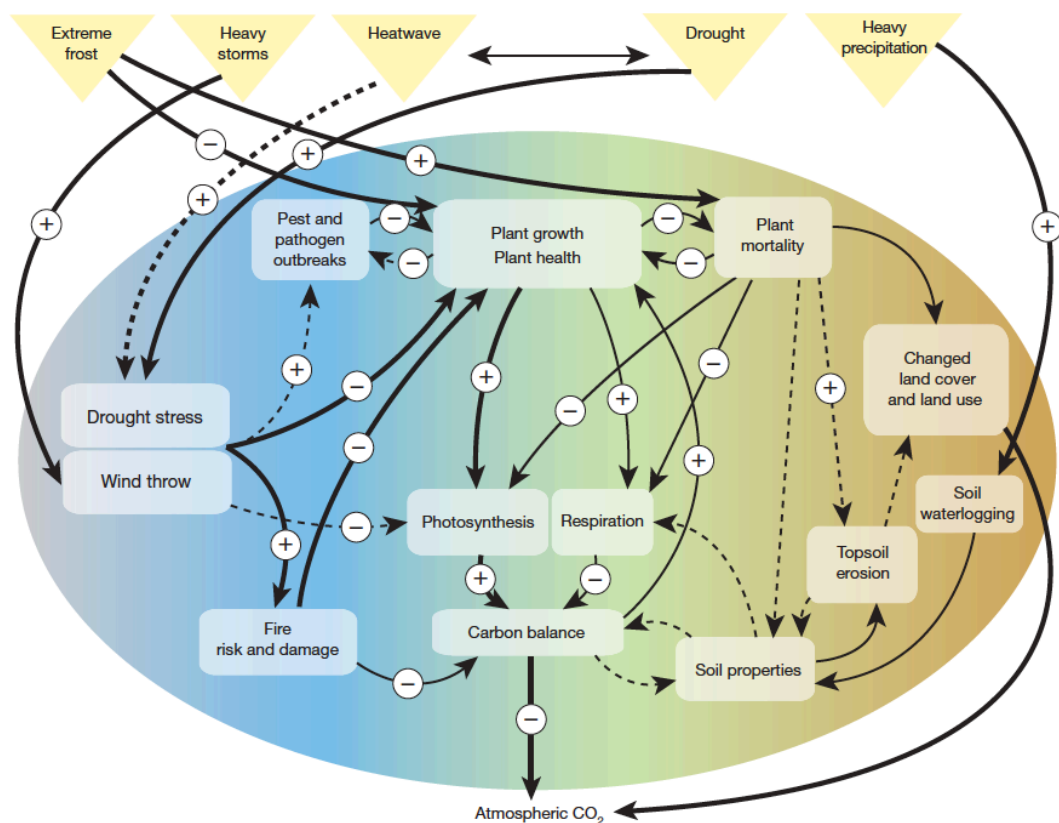 Extreme
frost
Heavy
storms
Heatwave
Drought
Heavy
precipitation
−
+
+
+
+
+
Pest and
pathogen
outbreaks
−
−
Plant growth
Plant health
−
−
Plant
mortality
Changed
land cover
and land use
+
−
+
+
−
−
+
Drought stress
Wind throw
−
−
+
+
−
Photosynthesis
Respiration
Soil
waterlogging
Topsoil
erosion
+
−
Fire
risk and damage
Carbon balance
Soil properties
−
−
Atmospheric CO₂